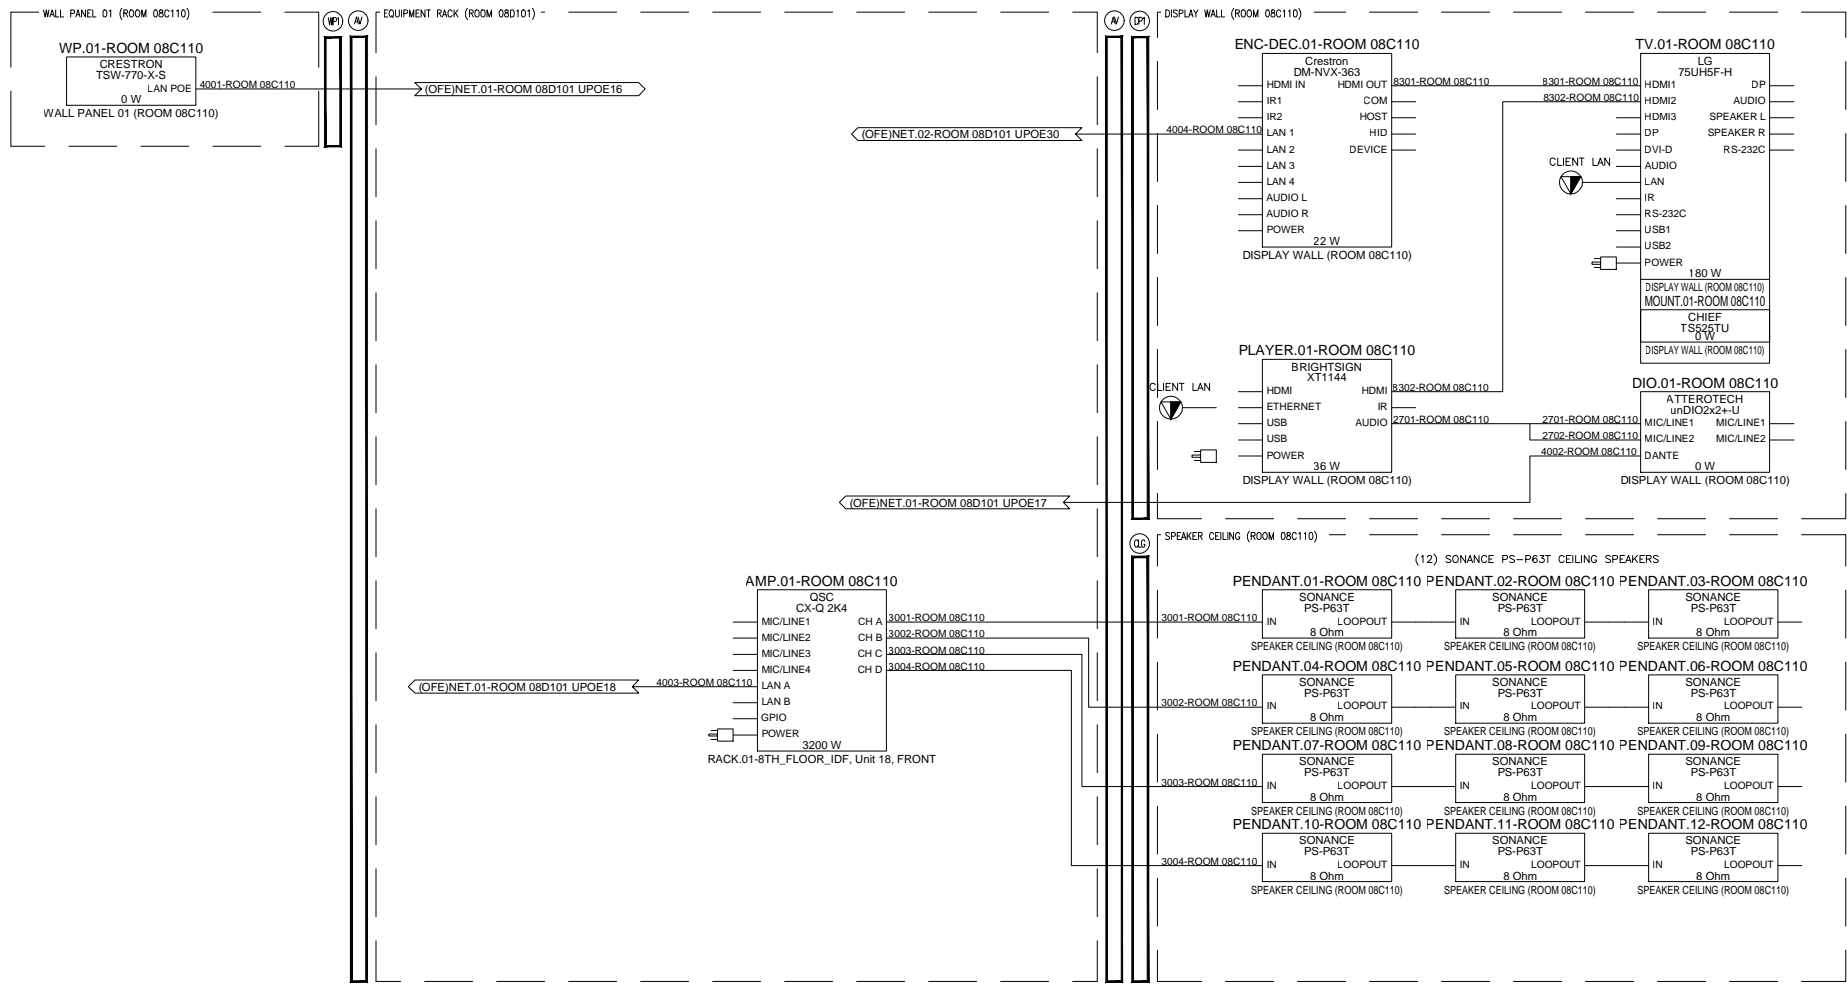 WALL PANEL 01 (ROOM 08C110)
WP.01-ROOM 08C110
CRESTRON
TSW-770-X-S
LAN POE
4001-ROOM 08C110
0 W
WALL PANEL 01 (ROOM 08C110)
WP1
AV
EQUIPMENT RACK (ROOM 08D101)
(OFE)NET.01-ROOM 08D101 UPOE16
(OFE)NET.02-ROOM 08D101 UPOE30
(OFE)NET.01-ROOM 08D101 UPOE17
AMP.01-ROOM 08C110
QSC
CX-Q 2K4
MIC/LINE1
CH A
3001-ROOM 08C110
MIC/LINE2
CH B
3002-ROOM 08C110
MIC/LINE3
CH C
3003-ROOM 08C110
MIC/LINE4
CH D
3004-ROOM 08C110
(OFE)NET.01-ROOM 08D101 UPOE18
4003-ROOM 08C110
LAN A
LAN B
GPIO
POWER
3200 W
RACK.01-8TH_FLOOR_IDF, Unit 18, FRONT
AV
DP1
DISPLAY WALL (ROOM 08C110)
ENC-DEC.01-ROOM 08C110
Crestron
DM-NVX-363
HDMI IN
HDMI OUT
8301-ROOM 08C110
IR1
COM
IR2
HOST
4004-ROOM 08C110
LAN 1
HID
LAN 2
DEVICE
LAN 3
LAN 4
AUDIO L
AUDIO R
POWER
22 W
DISPLAY WALL (ROOM 08C110)
TV.01-ROOM 08C110
LG
75UH5F-H
8301-ROOM 08C110
HDMI1
DP
8302-ROOM 08C110
HDMI2
AUDIO
HDMI3
SPEAKER L
DP
SPEAKER R
DVI-D
RS-232C
CLIENT LAN
AUDIO
LAN
IR
RS-232C
USB1
USB2
POWER
180 W
DISPLAY WALL (ROOM 08C110)
MOUNT.01-ROOM 08C110
CHIEF
TS525TU
0 W
DISPLAY WALL (ROOM 08C110)
PLAYER.01-ROOM 08C110
BRIGHTSIGN
XT1144
CLIENT LAN
HDMI
HDMI
8302-ROOM 08C110
ETHERNET
IR
USB
AUDIO
2701-ROOM 08C110
USB
POWER
36 W
DISPLAY WALL (ROOM 08C110)
DIO.01-ROOM 08C110
ATTEROTECH
unDIO2x2+-U
2701-ROOM 08C110
MIC/LINE1
MIC/LINE1
2702-ROOM 08C110
MIC/LINE2
MIC/LINE2
4002-ROOM 08C110
DANTE
0 W
DISPLAY WALL (ROOM 08C110)
CLG
SPEAKER CEILING (ROOM 08C110)
(12) SONANCE PS-P63T CEILING SPEAKERS
PENDANT.01-ROOM 08C110 PENDANT.02-ROOM 08C110 PENDANT.03-ROOM 08C110
SONANCE SONANCE SONANCE
PS-P63T PS-P63T PS-P63T
3001-ROOM 08C110 IN LOOPOUT IN LOOPOUT IN LOOPOUT
8 Ohm 8 Ohm 8 Ohm
SPEAKER CEILING (ROOM 08C110) SPEAKER CEILING (ROOM 08C110) SPEAKER CEILING (ROOM 08C110)
PENDANT.04-ROOM 08C110 PENDANT.05-ROOM 08C110 PENDANT.06-ROOM 08C110
SONANCE SONANCE SONANCE
PS-P63T PS-P63T PS-P63T
3002-ROOM 08C110 IN LOOPOUT IN LOOPOUT IN LOOPOUT
8 Ohm 8 Ohm 8 Ohm
SPEAKER CEILING (ROOM 08C110) SPEAKER CEILING (ROOM 08C110) SPEAKER CEILING (ROOM 08C110)
PENDANT.07-ROOM 08C110 PENDANT.08-ROOM 08C110 PENDANT.09-ROOM 08C110
SONANCE SONANCE SONANCE
PS-P63T PS-P63T PS-P63T
3003-ROOM 08C110 IN LOOPOUT IN LOOPOUT IN LOOPOUT
8 Ohm 8 Ohm 8 Ohm
SPEAKER CEILING (ROOM 08C110) SPEAKER CEILING (ROOM 08C110) SPEAKER CEILING (ROOM 08C110)
PENDANT.10-ROOM 08C110 PENDANT.11-ROOM 08C110 PENDANT.12-ROOM 08C110
SONANCE SONANCE SONANCE
PS-P63T PS-P63T PS-P63T
3004-ROOM 08C110 IN LOOPOUT IN LOOPOUT IN LOOPOUT
8 Ohm 8 Ohm 8 Ohm
SPEAKER CEILING (ROOM 08C110) SPEAKER CEILING (ROOM 08C110) SPEAKER CEILING (ROOM 08C110)